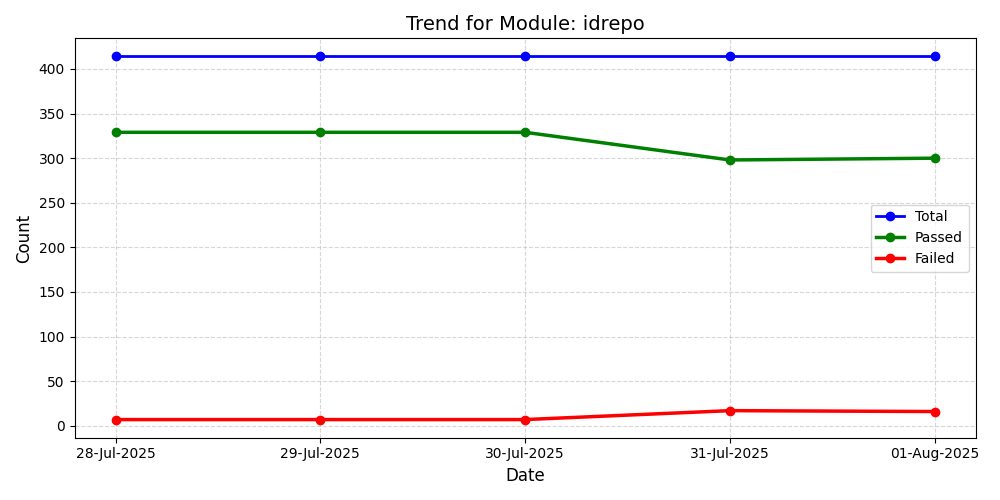 Trend for Module: idrepo
400
350
300
250
200
150
100
50
0
Count
Total
Passed
Failed
28-Jul-2025 29-Jul-2025 30-Jul-2025 31-Jul-2025 01-Aug-2025
Date